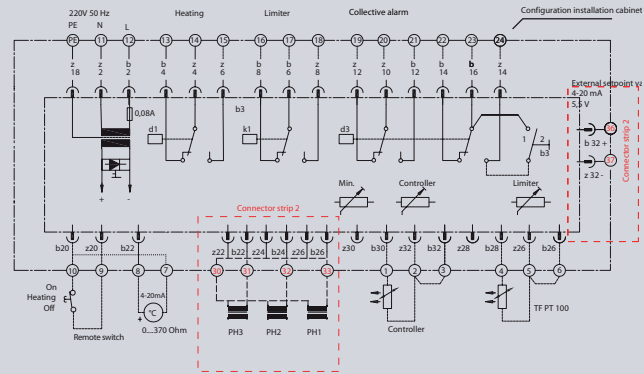 220V 50 Hz Heating Limiter Collective alarm Configuration installation cabinet
PE N L
PE 11 12 13 14 15 16 17 18 19 20 21 22 23 24
z 18 z 2 b 2 b 4 z 4 z 6 b 8 b 6 z 8 z 12 z 10 b 12 b 14 b 16 z 14
External setpoint va
4-20 mA
5,5 V
0,08A
b3
d1 k1 d3
1 2
b3
36
b 32 +
37
z 32 -
Connector strip 2
+ -
Min. Controller Limiter
Connector strip 2
b20 z20 b22 z22 b22 z24 b24 z26 b26 z30 b30 z32 b32 z28 b28 z26 b26
10 9 8 7 30 31 32 33 1 2 3 4 5 6
On
Heating
Off
4-20mA
+ °C
0....370 Ohm
Remote switch
PH3 PH2 PH1
Controller
TF PT 100